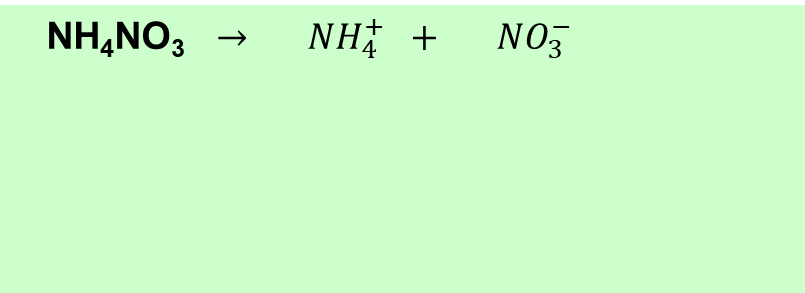 NH₄NO₃ → NH₄⁺ + NO₃⁻